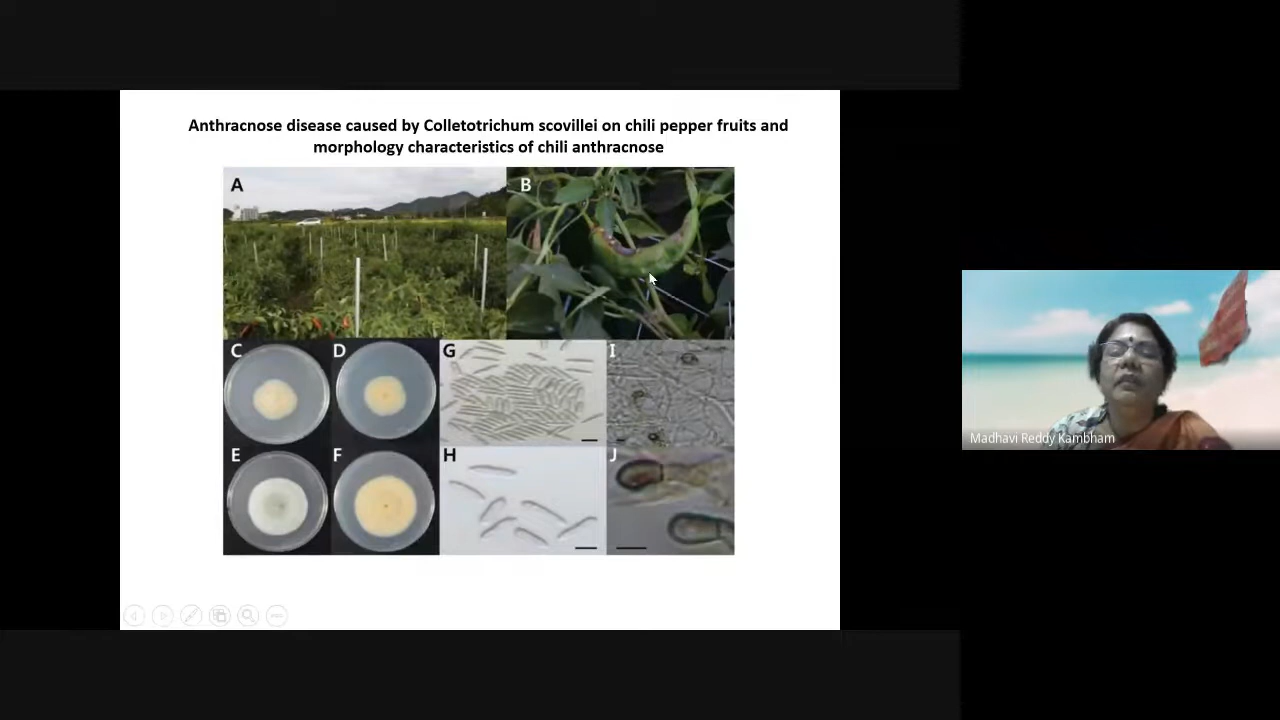 Anthracnose disease caused by Colletotrichum scovillei on chili pepper fruits and
morphology characteristics of chili anthracnose
A
B
C
D
G
I
E
F
H
J
Madhavi Reddy Kambham